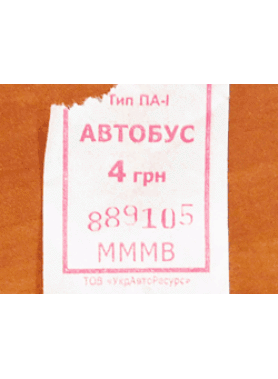 Тип ПА-І
АВТОБУС
4 грн
889105
МММВ
ТОВ «УкрАвтоРесурс»